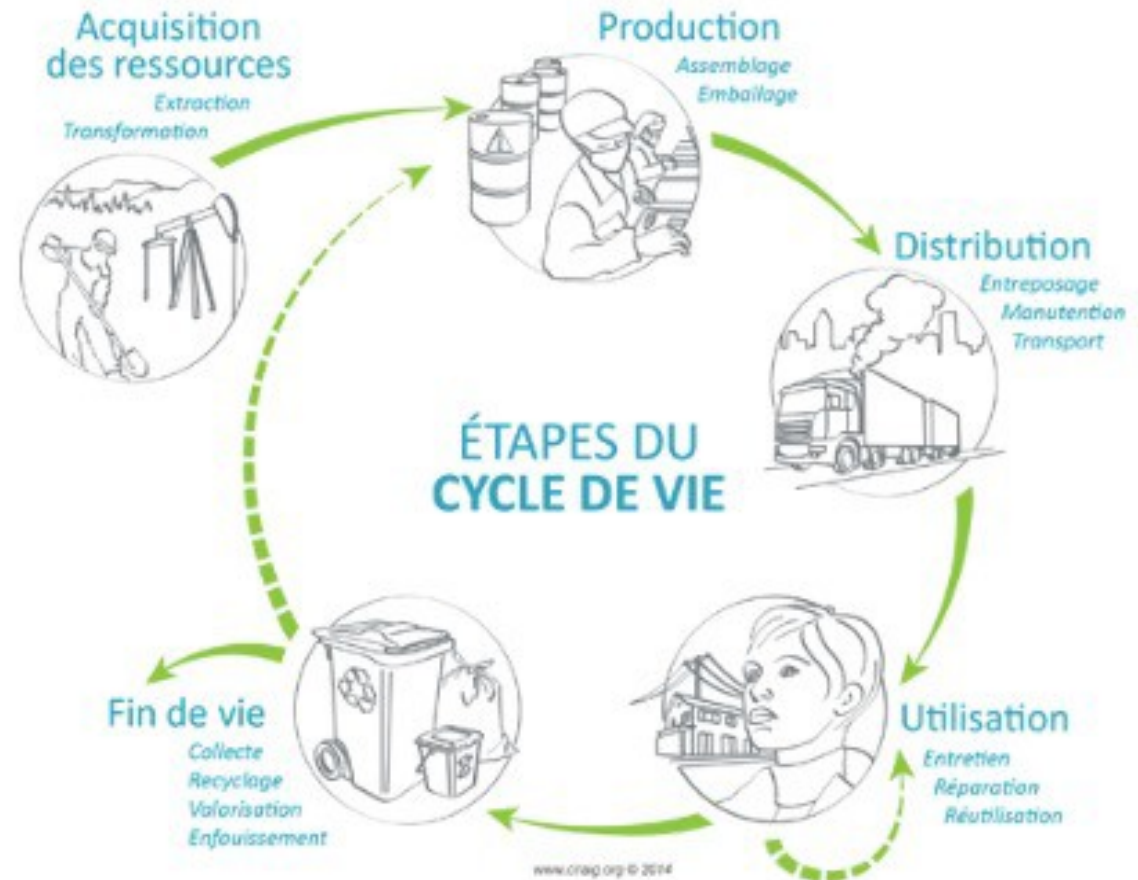 Acquisition
des ressources
Extraction
Transformation
Production
Assemblage
Emballage
Distribution
Entreposage
Manutention
Transport
ÉTAPES DU
CYCLE DE VIE
Utilisation
Entretien
Réparation
Réutilisation
Fin de vie
Collecte
Recyclage
Valorisation
Enfouissement
www.ciraig.org © 2014